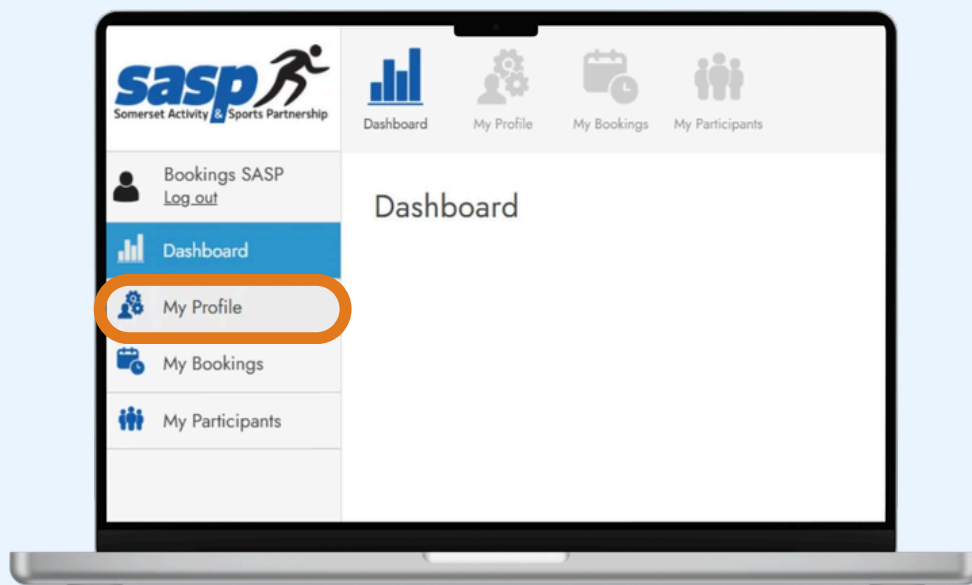 sasp
Somerset Activity & Sports Partnership
Dashboard
My Profile
My Bookings
My Participants
Bookings SASP
Log out
Dashboard
My Profile
My Bookings
My Participants
Dashboard